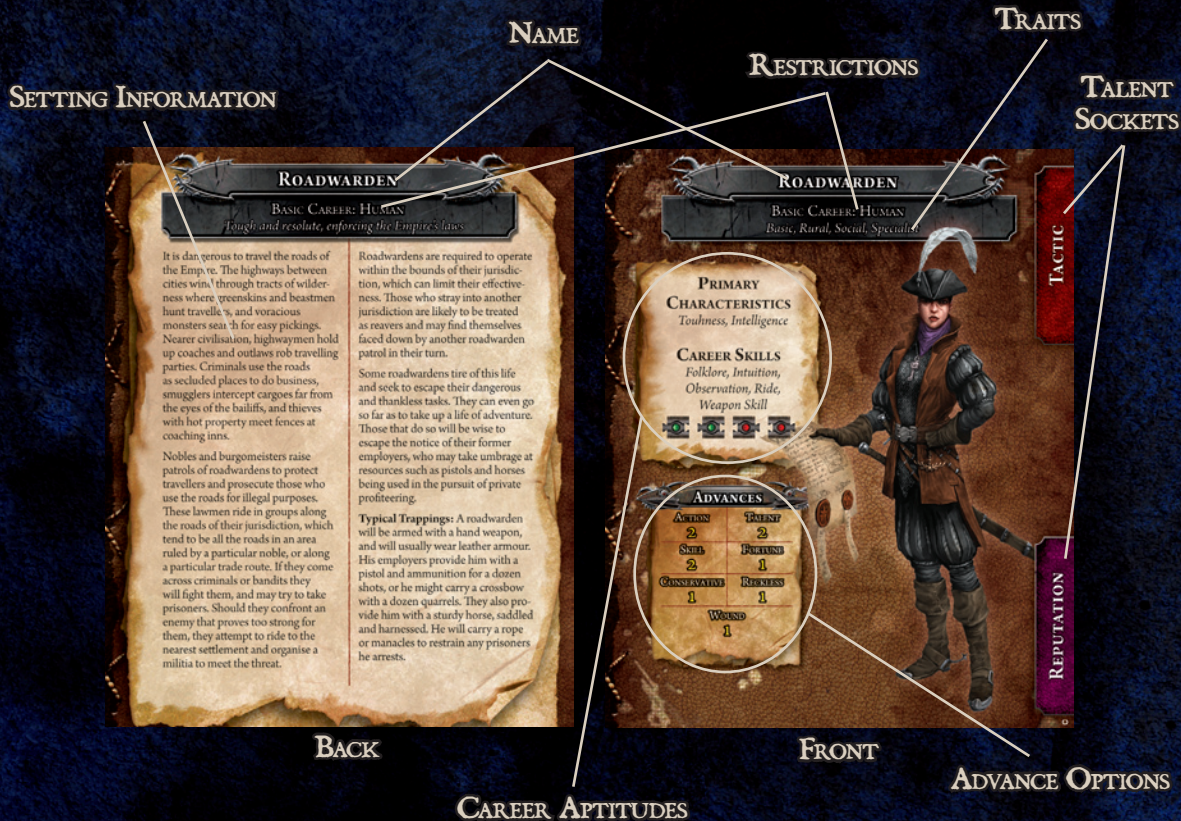 NAME
TRAITS
RESTRICTIONS
SETTING INFORMATION
TALENT
SOCKETS
ROADWARDEN
BASIC CAREER: HUMAN
Tough and resolute, enforcing the Empire's laws
It is dangerous to travel the roads of
the Empire. The highways between
cities wind through tracts of wilder-
ness where greenskins and beastmen
hunt travellers, and voracious
monsters search for easy pickings.
Nearer civilisation, highwaymen hold
up coaches and outlaws rob travelling
parties. Criminals use the roads
as secluded places to do business,
smugglers intercept cargoes far from
the eyes of the bailiffs, and thieves
with hot property meet fences at
coaching inns.
Nobles and burgomeisters raise
patrols of roadwardens to protect
travellers and prosecute those who
use the roads for illegal purposes.
These lawmen ride in groups along
the roads of their jurisdiction, which
tend to be all the roads in an area
ruled by a particular noble, or along
a particular trade route. If they come
across criminals or bandits they
will fight them, and may try to take
prisoners. Should they confront an
enemy that proves too strong for
them, they attempt to ride to the
nearest settlement and organise a
militia to meet the threat.
Roadwardens are required to operate
within the bounds of their jurisdic-
tion, which can limit their effective-
ness. Those who stray into another
jurisdiction are likely to be treated
as reavers and may find themselves
faced down by another roadwarden
patrol in their turn.
Some roadwardens tire of this life
and seek to escape their dangerous
and thankless tasks. They can even go
so far as to take up a life of adventure.
Those that do so will be wise to
escape the notice of their former
employers, who may take umbrage at
resources such as pistols and horses
being used in the pursuit of private
profiteering.
Typical Trappings: A roadwarden
will be armed with a hand weapon,
and will usually wear leather armour.
His employers provide him with a
pistol and ammunition for a dozen
shots, or he might carry a crossbow
with a dozen quarrels. They also pro-
vide him with a sturdy horse, saddled
and harnessed. He will carry a rope
or manacles to restrain any prisoners
he arrests.
BACK
ROADWARDEN
BASIC CAREER: HUMAN
Basic, Rural, Social, Specialist
TACTIC
PRIMARY
CHARACTERISTICS
Touhness, Intelligence
CAREER SKILLS
Folklore, Intuition,
Observation, Ride,
Weapon Skill
ADVANCES
ACTION TALENT
2 2
SKILL FORTUNE
2 1
CONSERVATIVE RECKLESS
1 1
WOUND
1
REPUTATION
FRONT
ADVANCE OPTIONS
CAREER APTITUDES